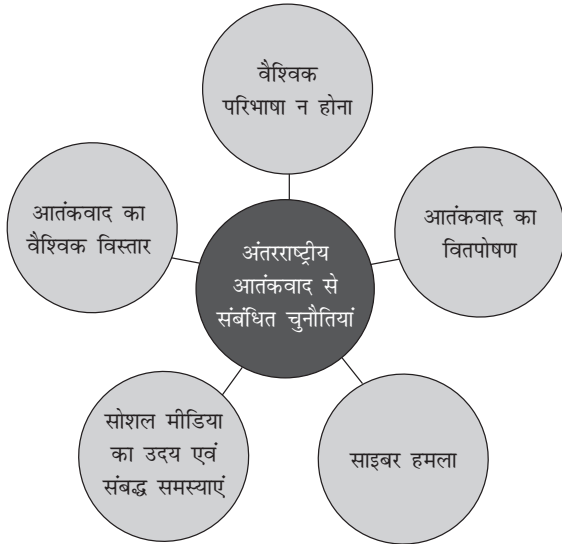 वैश्विक
परिभाषा न होना
आतंकवाद का
वैश्विक विस्तार
आतंकवाद का
वितपोषण
अंतरराष्ट्रीय
आतंकवाद से
संबंधित चुनौतियां
सोशल मीडिया
का उदय एवं
संबद्ध समस्याएं
साइबर हमला